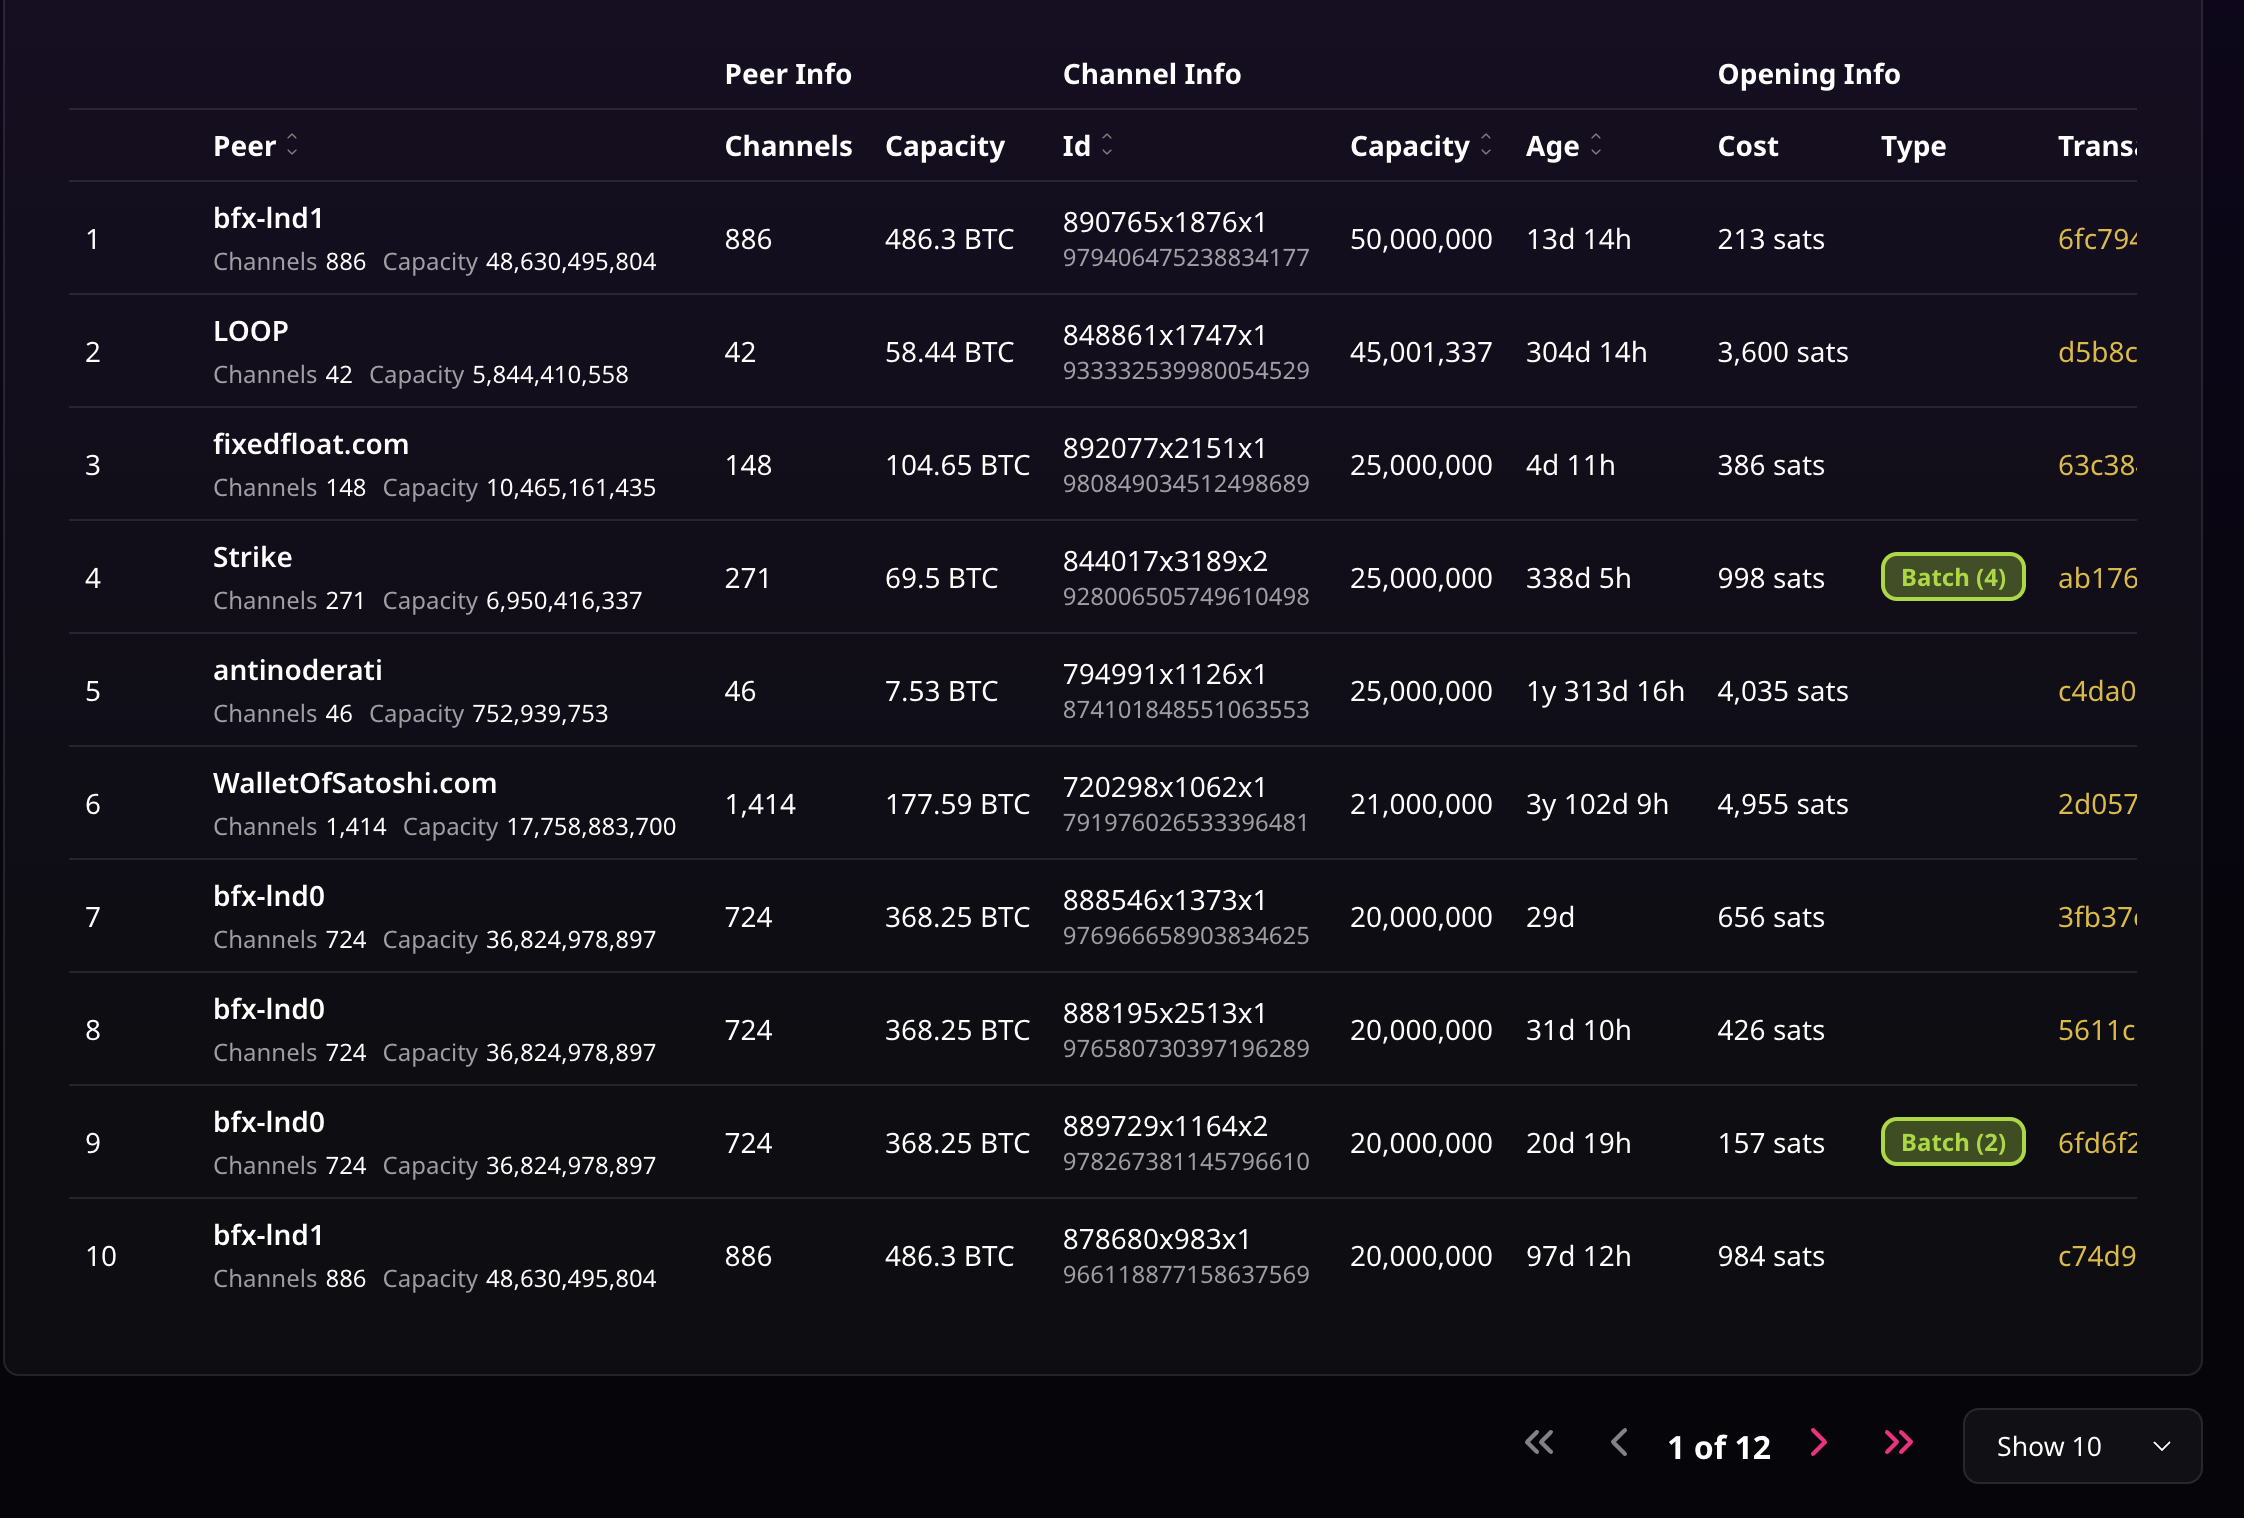 Peer Info Channel Info Opening Info
Peer Channels Capacity Id Capacity Age Cost Type Transa
1 bfx-lnd1 886 486.3 BTC 890765x1876x1 50,000,000 13d 14h 213 sats 6fc794
Channels 886 Capacity 48,630,495,804 979406475238834177
2 LOOP 42 58.44 BTC 848861x1747x1 45,001,337 304d 14h 3,600 sats d5b8c
Channels 42 Capacity 5,844,410,558 933332539980054529
3 fixedfloat.com 148 104.65 BTC 892077x2151x1 25,000,000 4d 11h 386 sats 63c38
Channels 148 Capacity 10,465,161,435 980849034512498689
4 Strike 271 69.5 BTC 844017x3189x2 25,000,000 338d 5h 998 sats Batch (4) ab176
Channels 271 Capacity 6,950,416,337 928006505749610498
5 antinoderati 46 7.53 BTC 794991x1126x1 25,000,000 1y 313d 16h 4,035 sats c4da0
Channels 46 Capacity 752,939,753 874101848551063553
6 WalletOfSatoshi.com 1,414 177.59 BTC 720298x1062x1 21,000,000 3y 102d 9h 4,955 sats 2d057
Channels 1,414 Capacity 17,758,883,700 791976026533396481
7 bfx-lnd0 724 368.25 BTC 888546x1373x1 20,000,000 29d 656 sats 3fb37
Channels 724 Capacity 36,824,978,897 976966658903834625
8 bfx-lnd0 724 368.25 BTC 888195x2513x1 20,000,000 31d 10h 426 sats 5611c
Channels 724 Capacity 36,824,978,897 976580730397196289
9 bfx-lnd0 724 368.25 BTC 889729x1164x2 20,000,000 20d 19h 157 sats Batch (2) 6fd6f2
Channels 724 Capacity 36,824,978,897 978267381145796610
10 bfx-lnd1 886 486.3 BTC 878680x983x1 20,000,000 97d 12h 984 sats c74d9
Channels 886 Capacity 48,630,495,804 966118877158637569
1 of 12 Show 10